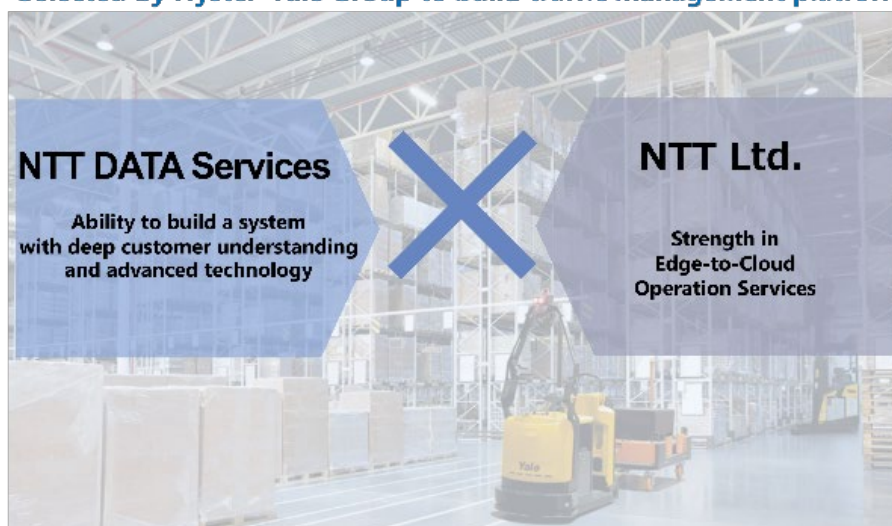 Selected by Hyster-Yale Group to build traffic management platform
NTT DATA Services
Ability to build a system
with deep customer understanding
and advanced technology
NTT Ltd.
Strength in
Edge-to-Cloud
Operation Services
Yale